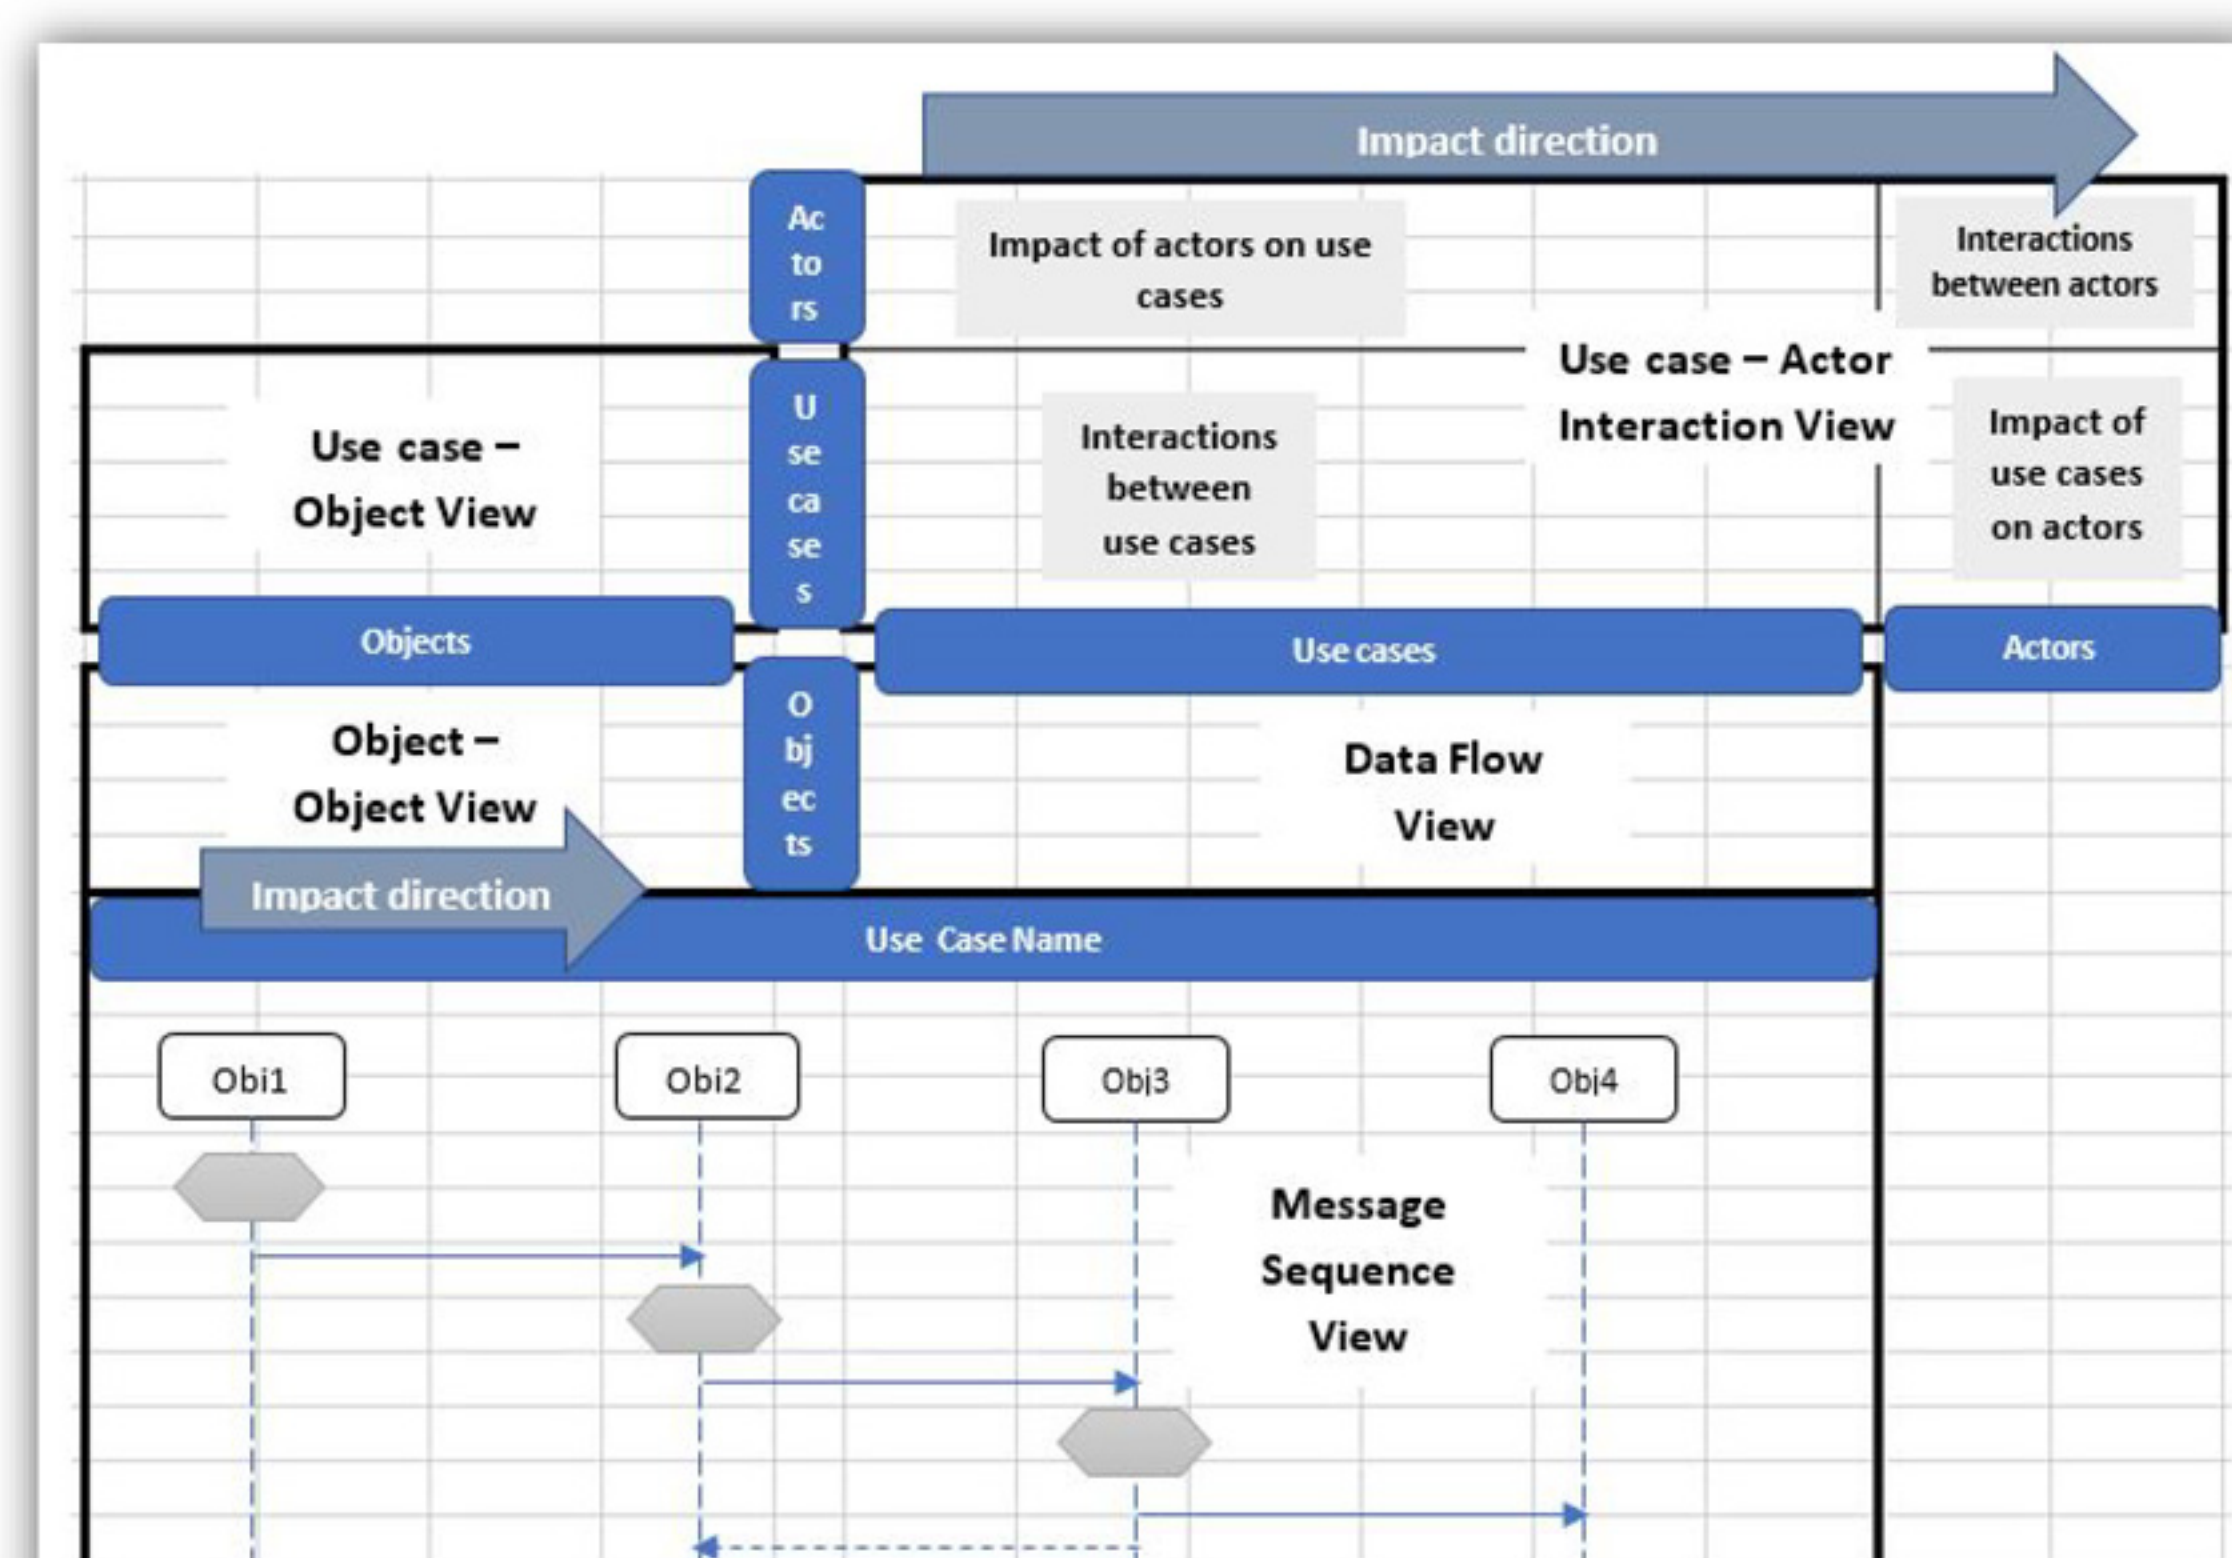 Impact direction
Ac
to
rs
Impact of actors on use
cases
Interactions
between actors
Use case – Actor
Interaction View
Use case –
Object View
U
se
ca
se
s
Interactions
between
use cases
Impact of
use cases
on actors
Objects
Use cases
Actors
Object –
Object View
O
bj
ec
ts
Data Flow
View
Impact direction
Use Case Name
Obj1
Obj2
Obj3
Obj4
Message
Sequence
View